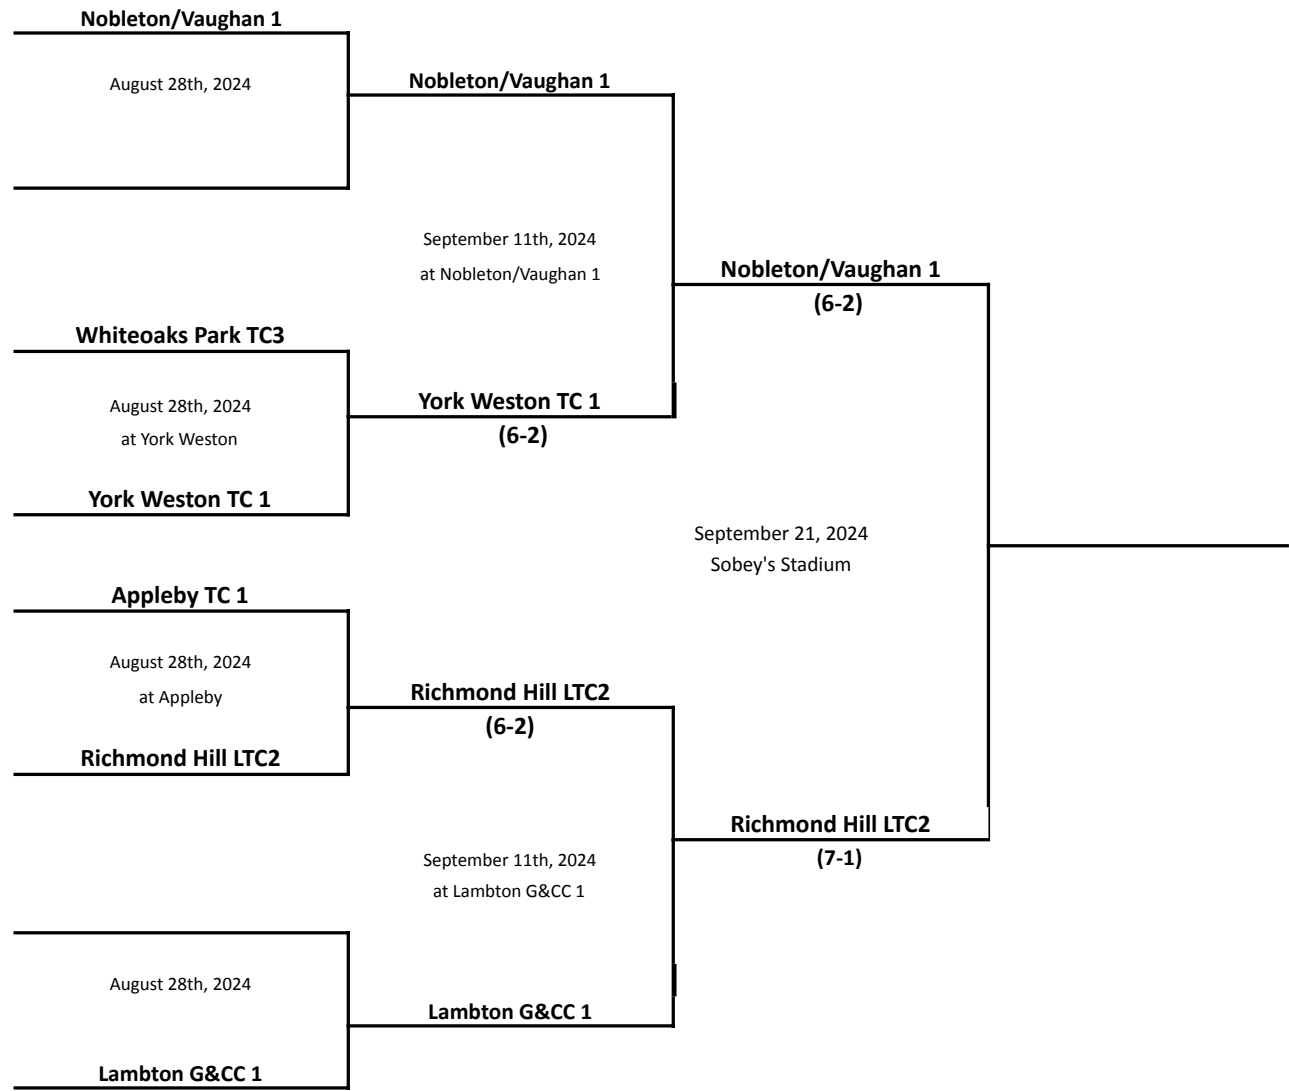 Nobleton/Vaughan 1
August 28th, 2024
Nobleton/Vaughan 1
September 11th, 2024
at Nobleton/Vaughan 1
Nobleton/Vaughan 1
(6-2)
Whiteoaks Park TC3
August 28th, 2024
at York Weston
York Weston TC 1
(6-2)
York Weston TC 1
September 21, 2024
Sobey's Stadium
Appleby TC 1
August 28th, 2024
at Appleby
Richmond Hill LTC2
(6-2)
Richmond Hill LTC2
Richmond Hill LTC2
(7-1)
September 11th, 2024
at Lambton G&CC 1
August 28th, 2024
Lambton G&CC 1
Lambton G&CC 1